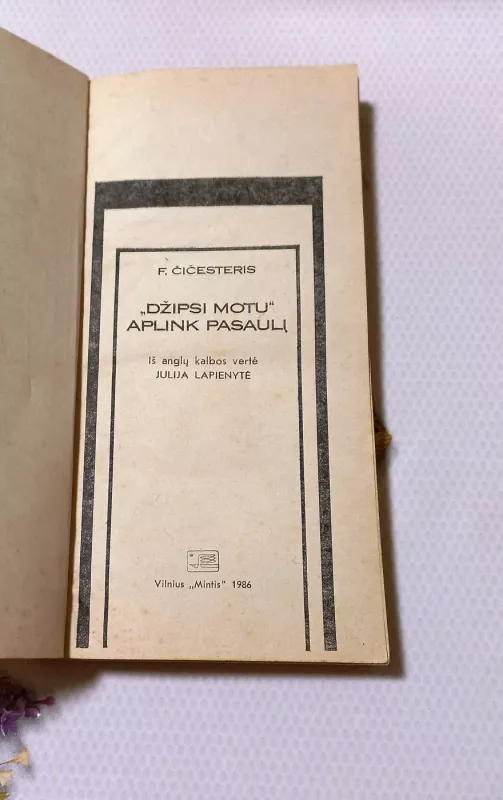 F. ČIČESTERIS
„DŽIPSI MOTU“
APLINK PASAULĮ
Iš anglų kalbos vertė
JULIJA LAPIENYTĖ
Vilnius „Mintis“ 1986